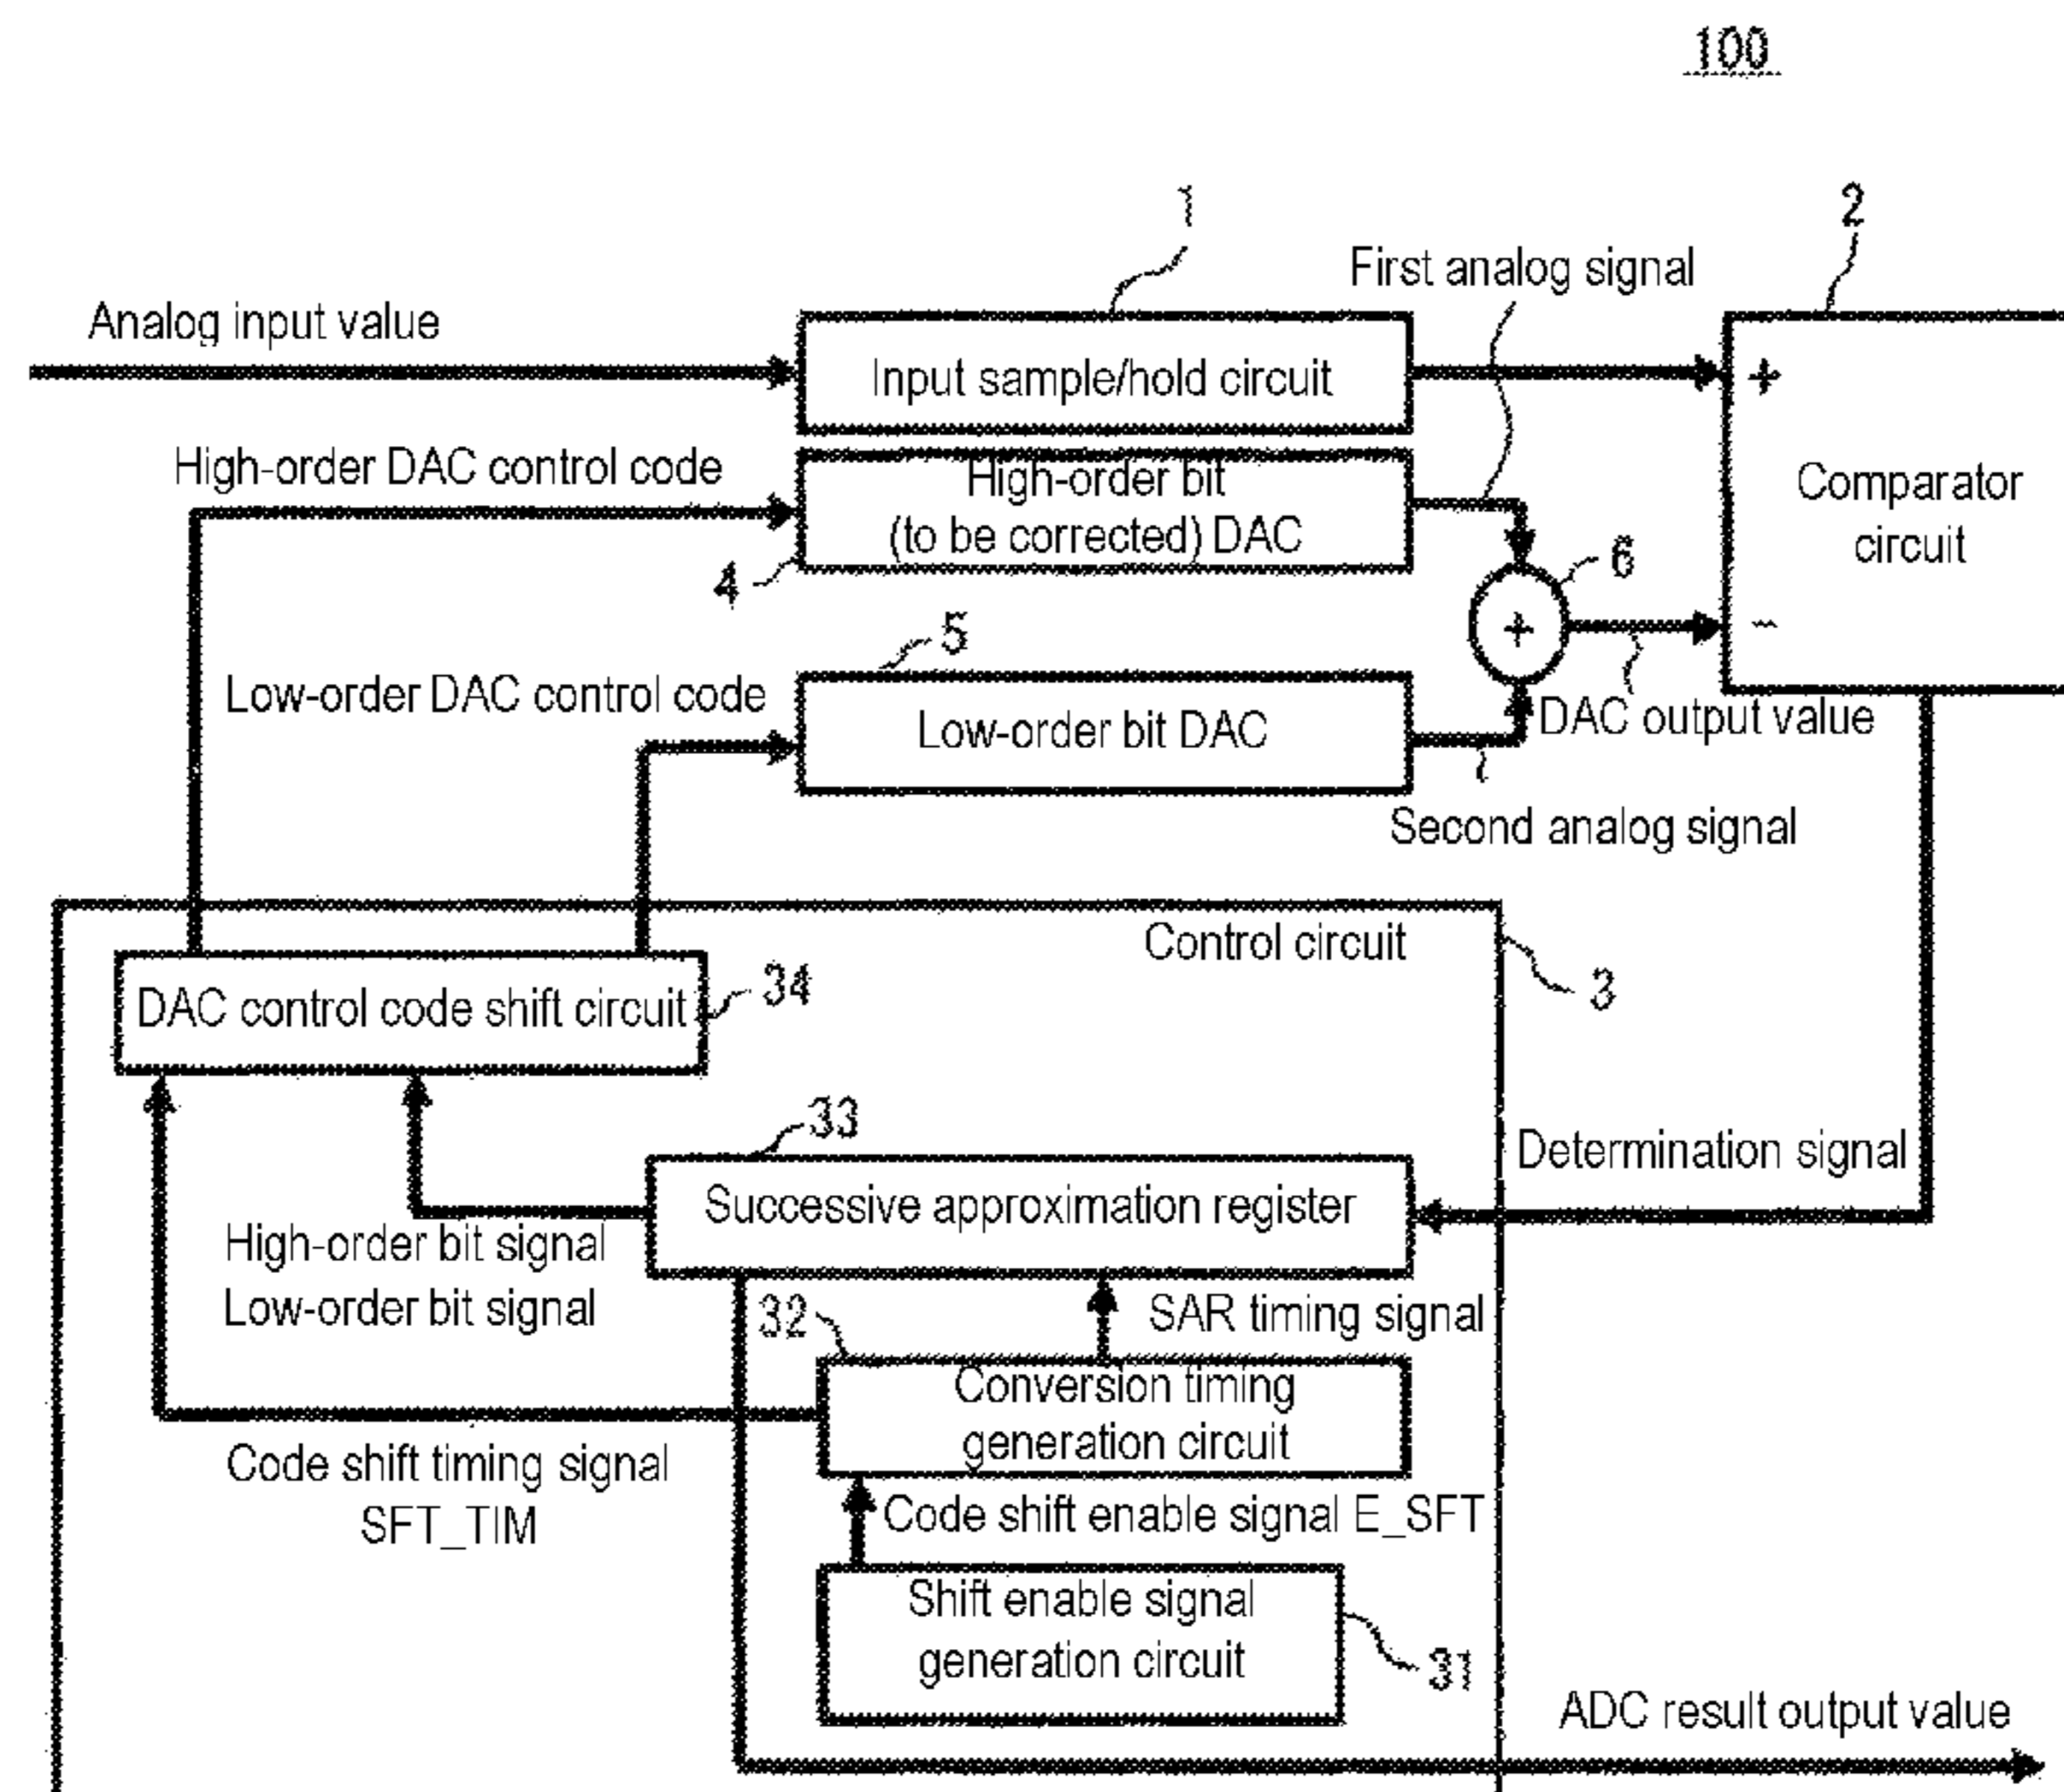 100
1
First analog signal
2
Analog input value
Input sample/hold circuit
+
High-order DAC control code
High-order bit
(to be corrected) DAC
4
Comparator
circuit
6
+
-
5
Low-order DAC control code
Low-order bit DAC
DAC output value
Second analog signal
Control circuit
3
DAC control code shift circuit
34
33
Successive approximation register
Determination signal
High-order bit signal
Low-order bit signal
32
SAR timing signal
Conversion timing
generation circuit
Code shift timing signal
SFT_TIM
Code shift enable signal E_SFT
Shift enable signal
generation circuit
31
ADC result output value